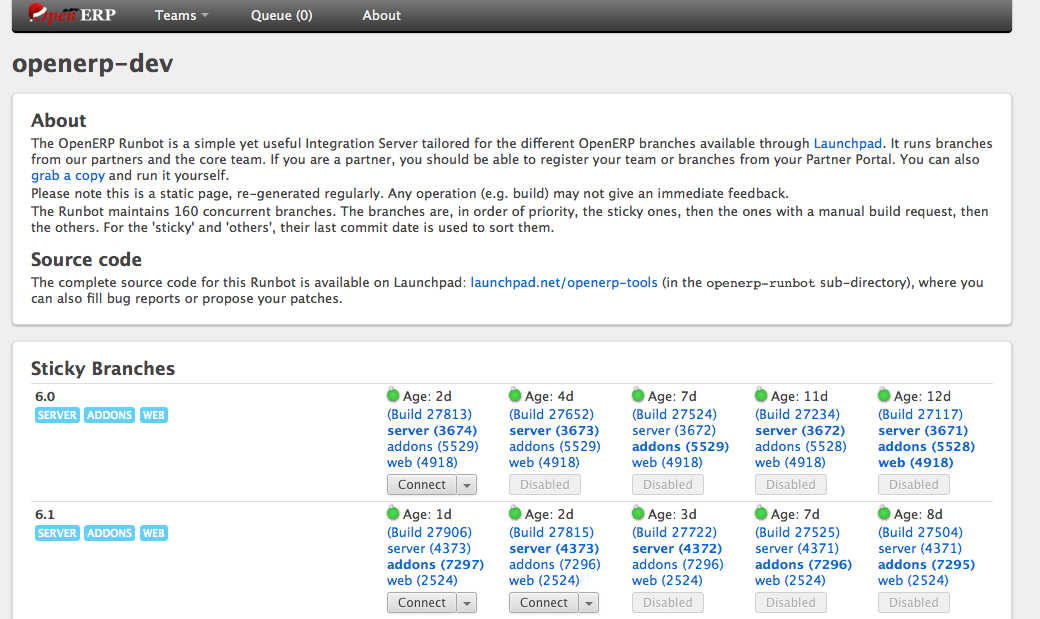 OpenERP Teams Queue (0) About
openerp-dev
About
The OpenERP Runbot is a simple yet useful Integration Server tailored for the different OpenERP branches available through Launchpad. It runs branches
from our partners and the core team. If you are a partner, you should be able to register your team or branches from your Partner Portal. You can also
grab a copy and run it yourself.
Please note this is a static page, re-generated regularly. Any operation (e.g. build) may not give an immediate feedback.
The Runbot maintains 160 concurrent branches. The branches are, in order of priority, the sticky ones, then the ones with a manual build request, then
the others. For the 'sticky' and 'others', their last commit date is used to sort them.
Source code
The complete source code for this Runbot is available on Launchpad: launchpad.net/openerp-tools (in the openerp-runbot sub-directory), where you
can also fill bug reports or propose your patches.
Sticky Branches
6.0 Age: 2d Age: 4d Age: 7d Age: 11d Age: 12d
SERVER ADDONS WEB (Build 27813) (Build 27652) (Build 27524) (Build 27234) (Build 27117)
server (3674) server (3673) server (3672) server (3672) server (3671)
addons (5529) addons (5529) addons (5529) addons (5528) addons (5528)
web (4918) web (4918) web (4918) web (4918) web (4918)
Connect Disabled Disabled Disabled Disabled
6.1 Age: 1d Age: 2d Age: 3d Age: 7d Age: 8d
SERVER ADDONS WEB (Build 27906) (Build 27815) (Build 27722) (Build 27525) (Build 27504)
server (4373) server (4373) server (4372) server (4371) server (4371)
addons (7297) addons (7296) addons (7296) addons (7296) addons (7295)
web (2524) web (2524) web (2524) web (2524) web (2524)
Connect Connect Disabled Disabled Disabled